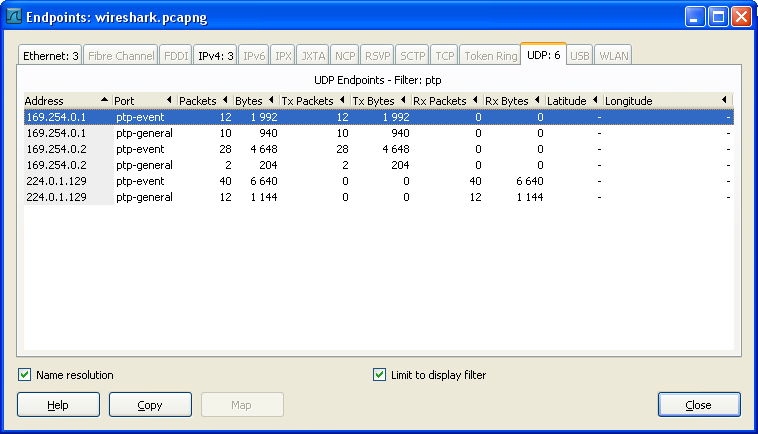 Endpoints: wireshark.pcapng
Ethernet: 3 Fibre Channel FDDI IPv4: 3 IPv6 IPX JXTA NCP RSVP SCTP TCP Token Ring UDP: 6 USB WLAN
UDP Endpoints - Filter: ptp
Address Port Packets Bytes Tx Packets Tx Bytes Rx Packets Rx Bytes Latitude Longitude
169.254.0.1 ptp-event 12 1 992 12 1 992 0 0 - -
169.254.0.1 ptp-general 10 940 10 940 0 0 - -
169.254.0.2 ptp-event 28 4 648 28 4 648 0 0 - -
169.254.0.2 ptp-general 2 204 2 204 0 0 - -
224.0.1.129 ptp-event 40 6 640 0 0 40 6 640 - -
224.0.1.129 ptp-general 12 1 144 0 0 12 1 144 - -
Name resolution Limit to display filter
Help Copy Map Close